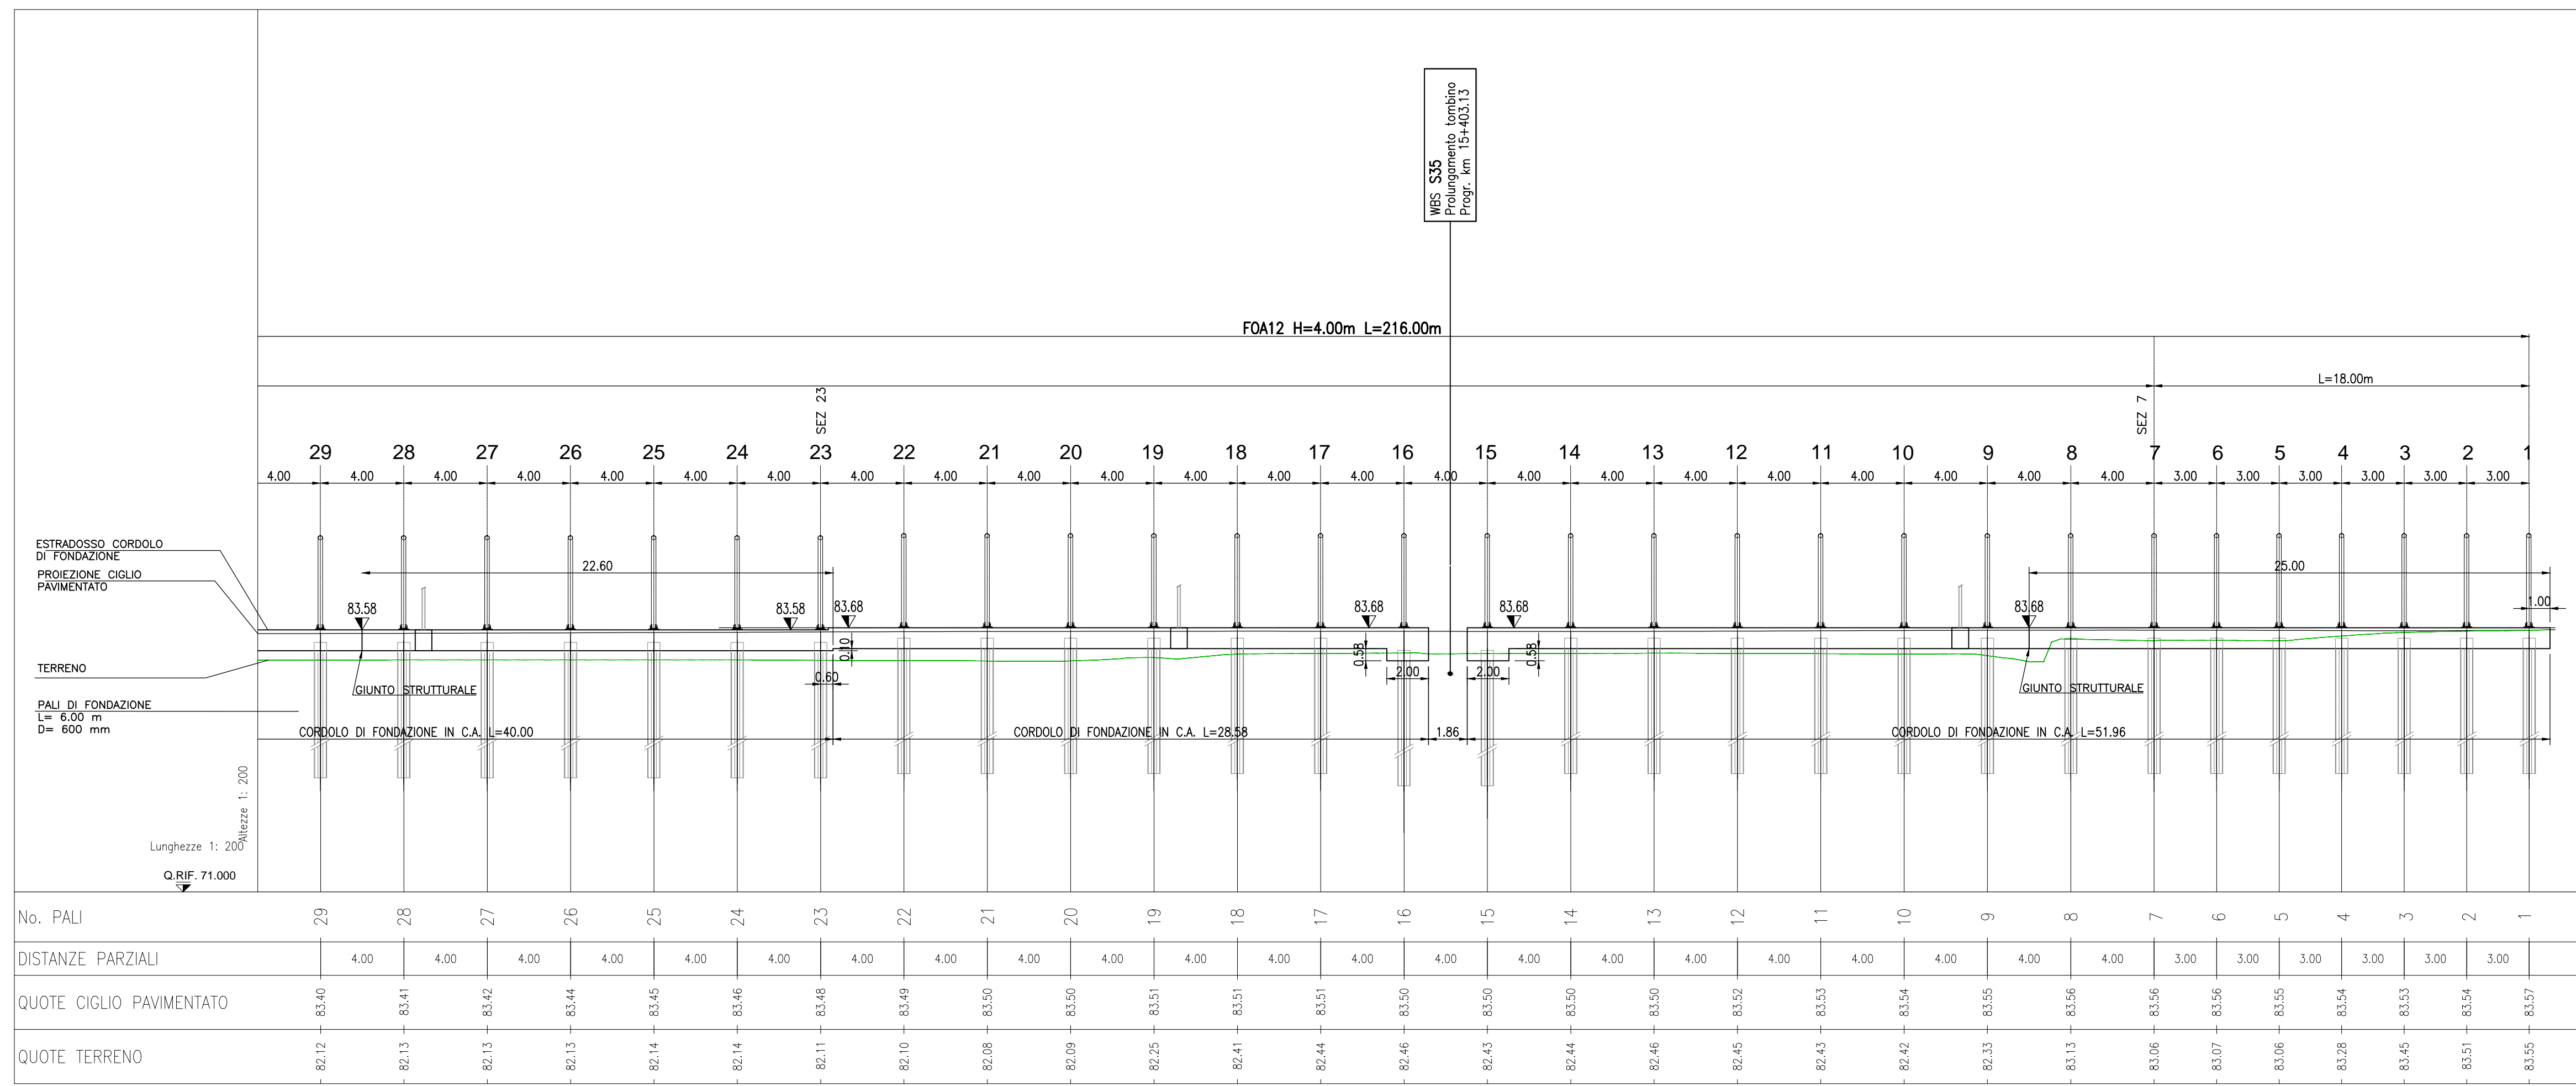 WBS S35
Prolungamento tombino
Progr. km 15+403.13
FOA12 H=4.00m L=216.00m
L=18.00m
SEZ 23
SEZ 7
29 28 27 26 25 24 23 22 21 20 19 18 17 16 15 14 13 12 11 10 9 8 7 6 5 4 3 2 1
4.00 4.00 4.00 4.00 4.00 4.00 4.00 4.00 4.00 4.00 4.00 4.00 4.00 4.00 4.00 4.00 4.00 4.00 4.00 4.00 4.00 4.00 4.00 3.00 3.00 3.00 3.00 3.00 3.00
ESTRADOSSO CORDOLO
DI FONDAZIONE
PROIEZIONE CIGLIO
PAVIMENTATO
22.60
25.00
1.00
83.58 83.58 83.68 83.68 83.68 83.68
0.10
0.58
0.58
TERRENO
0.60
2.00
2.00
GIUNTO STRUTTURALE
GIUNTO STRUTTURALE
PALI DI FONDAZIONE
L= 6.00 m
D= 600 mm
CORDOLO DI FONDAZIONE IN C.A. L=40.00
CORDOLO DI FONDAZIONE IN C.A. L=28.58
1.86
CORDOLO DI FONDAZIONE IN C.A. L=51.96
Altezze 1: 200
Lunghezze 1: 200
Q.RIF. 71.000
No. PALI 29 28 27 26 25 24 23 22 21 20 19 18 17 16 15 14 13 12 11 10 9 8 7 6 5 4 3 2 1
DISTANZE PARZIALI 4.00 4.00 4.00 4.00 4.00 4.00 4.00 4.00 4.00 4.00 4.00 4.00 4.00 4.00 4.00 4.00 4.00 4.00 4.00 4.00 4.00 4.00 3.00 3.00 3.00 3.00 3.00 3.00
QUOTE CIGLIO PAVIMENTATO 83.40 83.41 83.42 83.44 83.45 83.46 83.48 83.49 83.50 83.50 83.51 83.51 83.51 83.50 83.50 83.50 83.50 83.52 83.53 83.54 83.55 83.56 83.56 83.56 83.55 83.54 83.53 83.54 83.57
QUOTE TERRENO 82.12 82.13 82.13 82.13 82.14 82.14 82.11 82.10 82.08 82.09 82.25 82.41 82.44 82.46 82.43 82.44 82.46 82.45 82.43 82.42 82.33 83.13 83.06 83.07 83.06 83.28 83.45 83.51 83.55